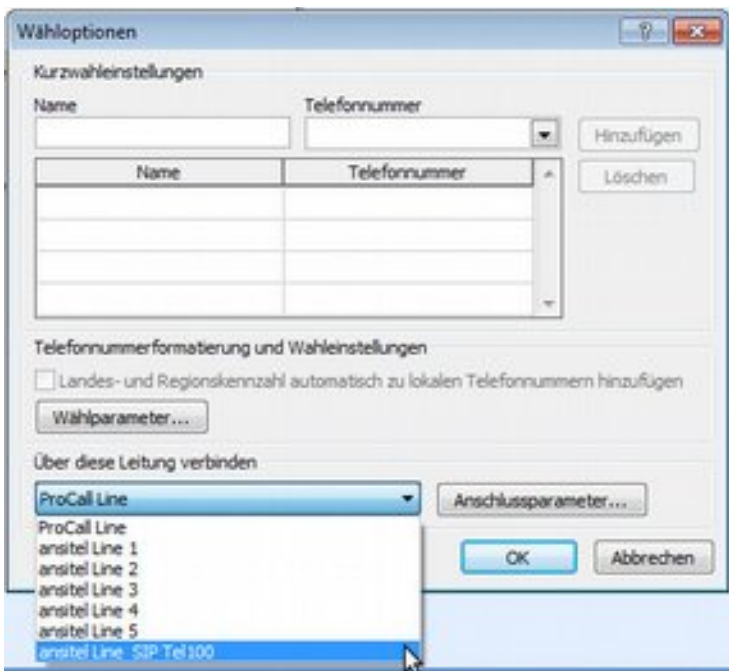 Wähloptionen
Kurzwahleinstellungen
Name Telefonnummer
Hinzufügen
Name Telefonnummer
Löschen
Telefonnummerformatierung und Wahleinstellungen
Landes- und Regionskennzahl automatisch zu lokalen Telefonnummern hinzufügen
Wählparameter...
Über diese Leitung verbinden
ProCall Line Anschlussparameter...
ProCall Line
ansitel Line 1
ansitel Line 2
ansitel Line 3
ansitel Line 4
ansitel Line 5
ansitel Line SIP:Tel100
OK Abbrechen